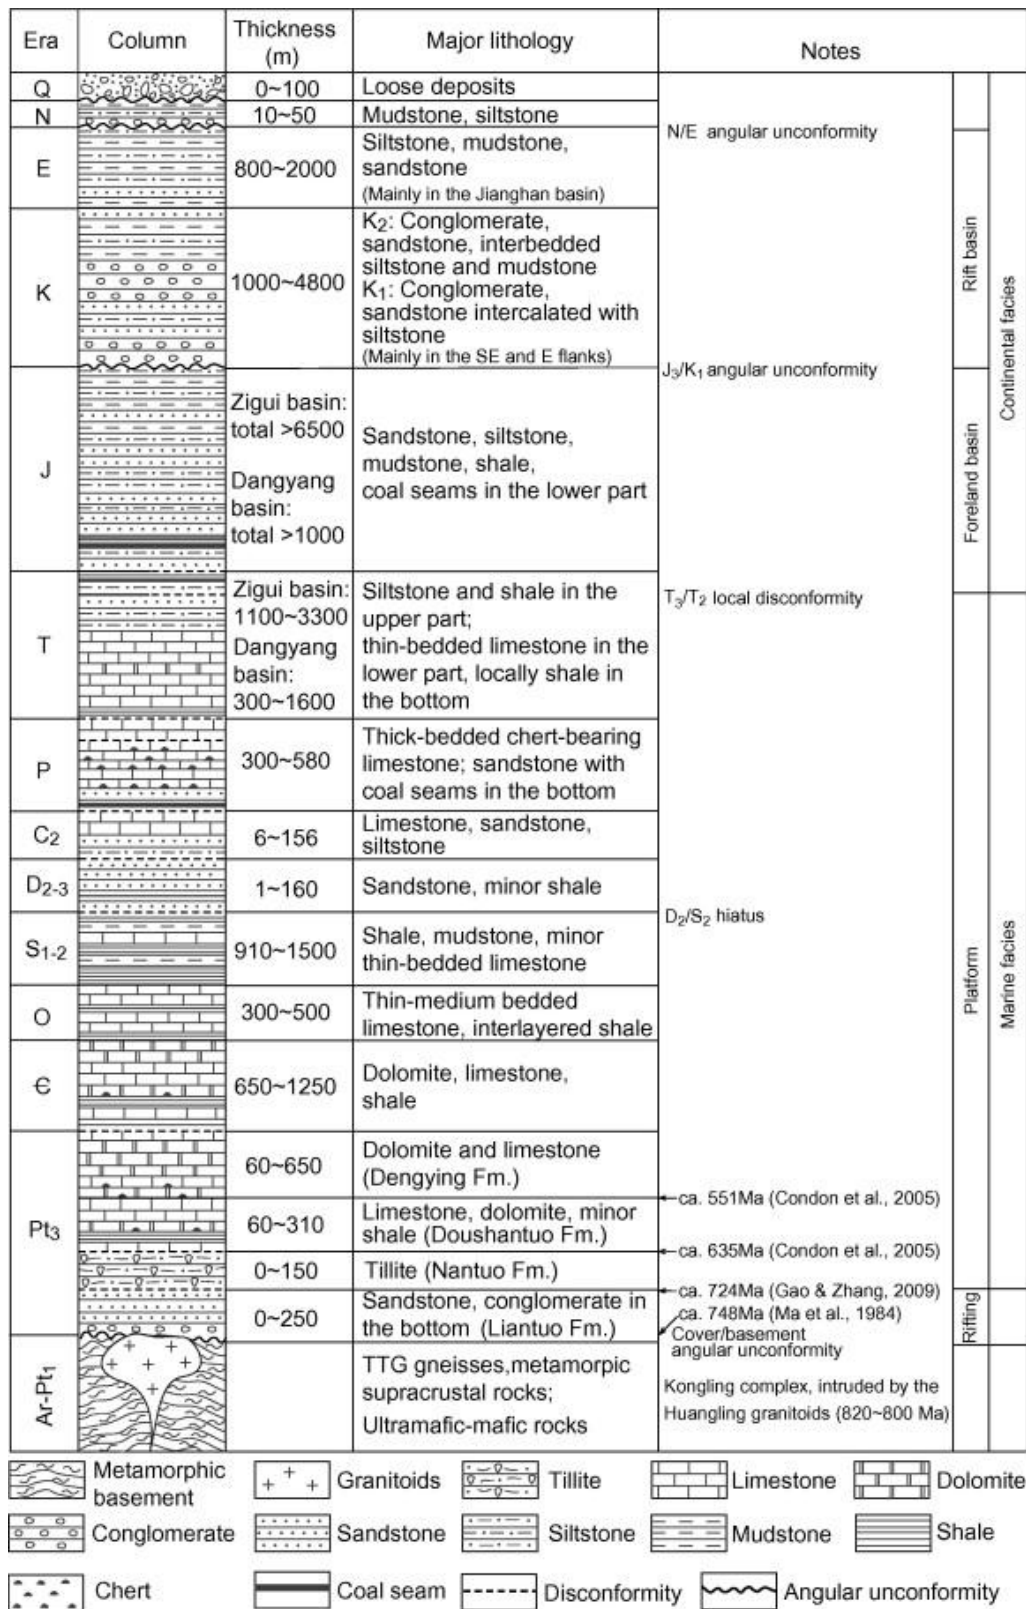 Era
Column
Thickness
(m)
Major lithology
Notes
Q
0~100
Loose deposits
N
10~50
Mudstone, siltstone
N/E angular unconformity
E
800~2000
Siltstone, mudstone,
sandstone
(Mainly in the Jianghan basin)
K
1000~4800
K2: Conglomerate,
sandstone, interbedded
siltstone and mudstone
K1: Conglomerate,
sandstone intercalated with
siltstone
(Mainly in the SE and E flanks)
Rift basin
Continental facies
J3/K1 angular unconformity
J
Zigui basin:
total >6500
Dangyang
basin:
total >1000
Sandstone, siltstone,
mudstone, shale,
coal seams in the lower part
Foreland basin
T3/T2 local disconformity
T
Zigui basin:
1100~3300
Dangyang
basin:
300~1600
Siltstone and shale in the
upper part;
thin-bedded limestone in the
lower part, locally shale in
the bottom
P
300~580
Thick-bedded chert-bearing
limestone; sandstone with
coal seams in the bottom
C2
6~156
Limestone, sandstone,
siltstone
D2-3
1~160
Sandstone, minor shale
D2/S2 hiatus
S1-2
910~1500
Shale, mudstone, minor
thin-bedded limestone
Platform
Marine facies
O
300~500
Thin-medium bedded
limestone, interlayered shale
Є
650~1250
Dolomite, limestone,
shale
Pt3
60~650
Dolomite and limestone
(Dengying Fm.)
ca. 551Ma (Condon et al., 2005)
60~310
Limestone, dolomite, minor
shale (Doushantuo Fm.)
ca. 635Ma (Condon et al., 2005)
0~150
Tillite (Nantuo Fm.)
ca. 724Ma (Gao & Zhang, 2009)
0~250
Sandstone, conglomerate in
the bottom (Liantuo Fm.)
ca. 748Ma (Ma et al., 1984)
Cover/basement
angular unconformity
Rifting
Ar-Pt1
TTG gneisses,metamorpic
supracrustal rocks;
Ultramafic-mafic rocks
Kongling complex, intruded by the
Huangling granitoids (820~800 Ma)
Metamorphic
basement
Granitoids
Tillite
Limestone
Dolomite
Conglomerate
Sandstone
Siltstone
Mudstone
Shale
Chert
Coal seam
Disconformity
Angular unconformity